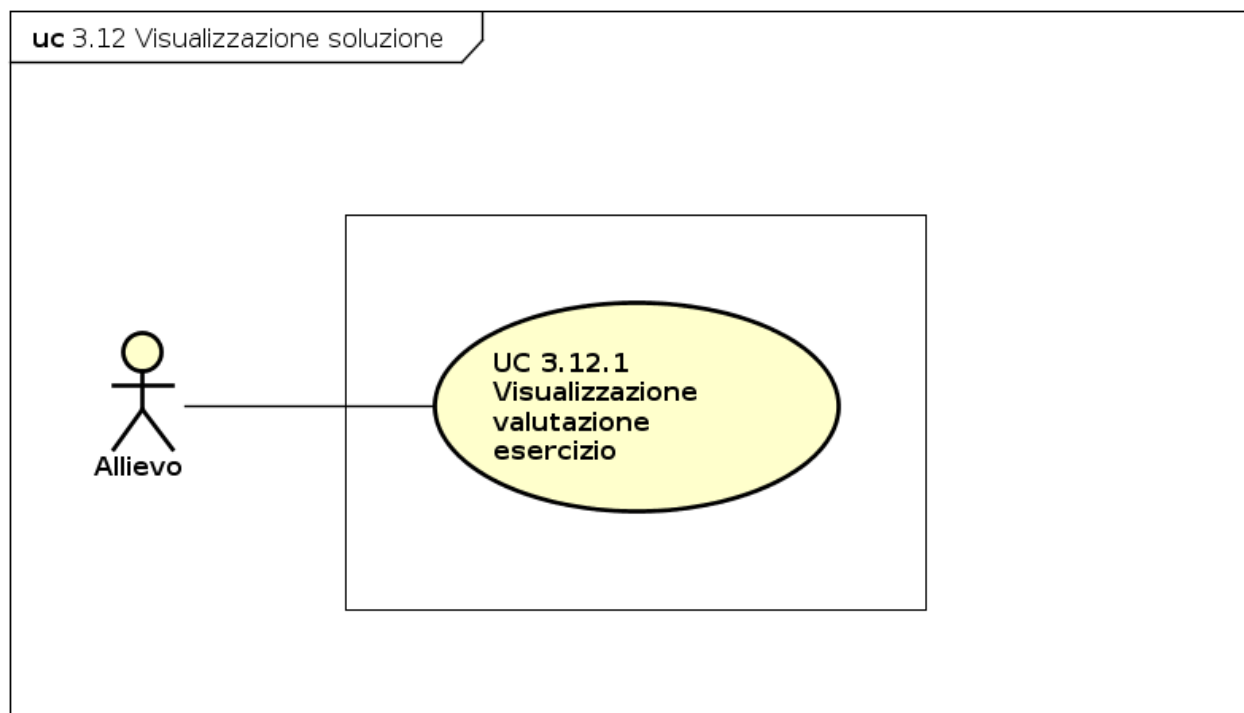 uc 3.12 Visualizzazione soluzione
UC 3.12.1
Visualizzazione
valutazione
esercizio
Allievo